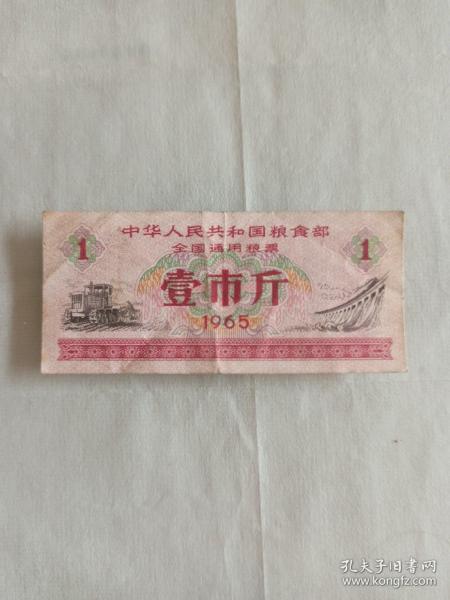 中华人民共和国粮食部
全国通用粮票
1 壹市斤 1
1965
孔夫子旧书网
www.kongfz.com